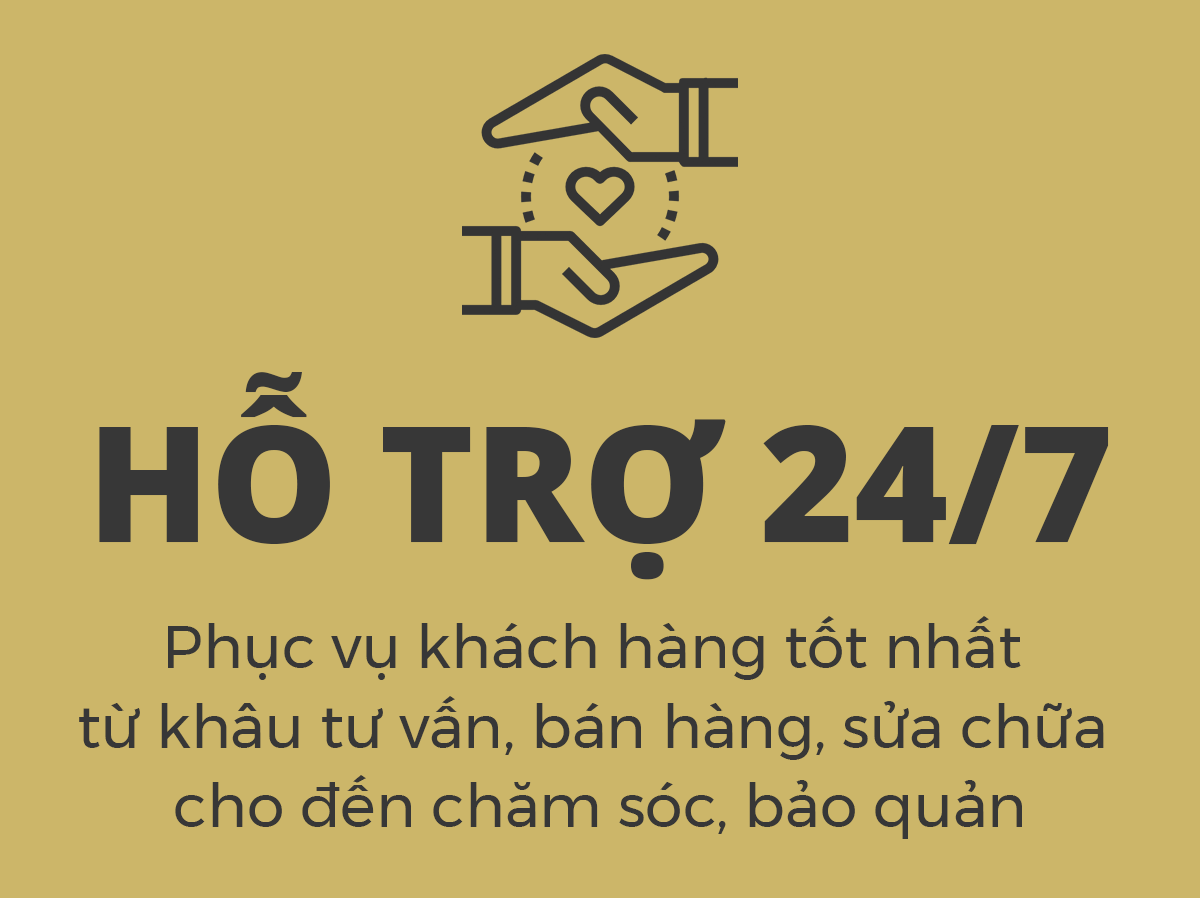 HỖ TRỢ 24/7
Phục vụ khách hàng tốt nhất
từ khâu tư vấn, bán hàng, sửa chữa
cho đến chăm sóc, bảo quản